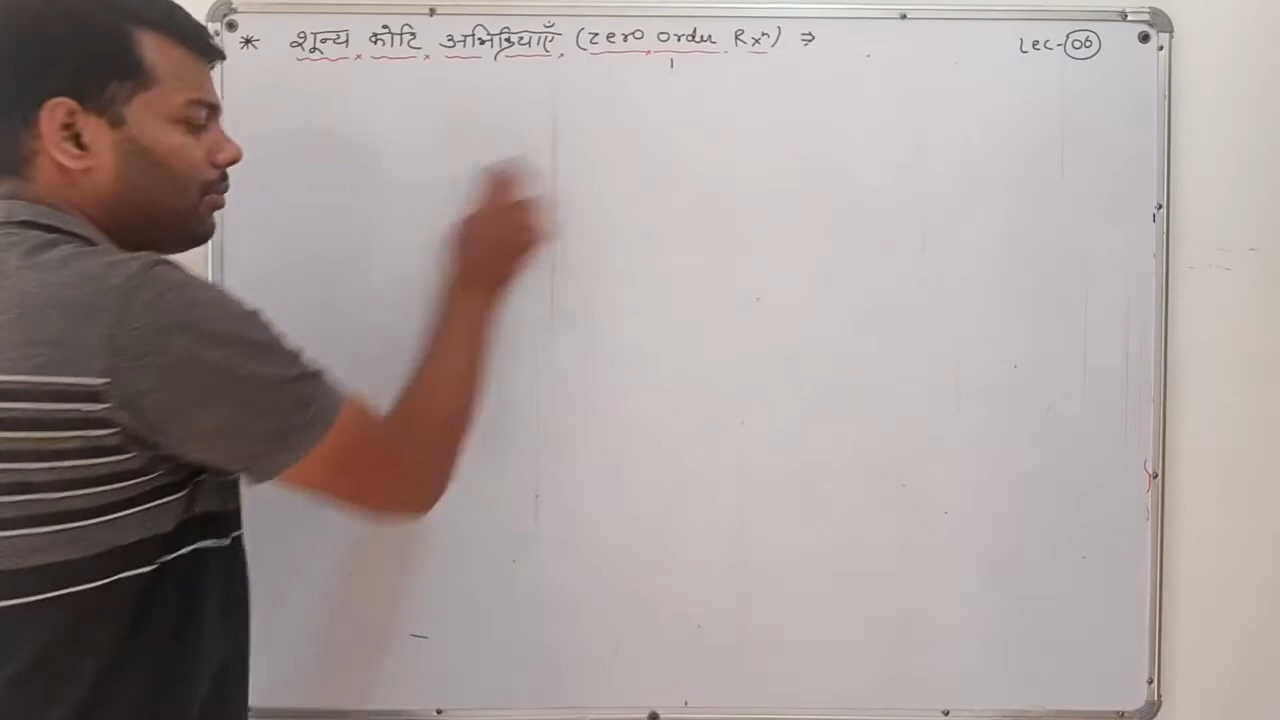 * शून्य कोटि अभिक्रियाएँ (zero order Rxⁿ) ⇒
Lec-06